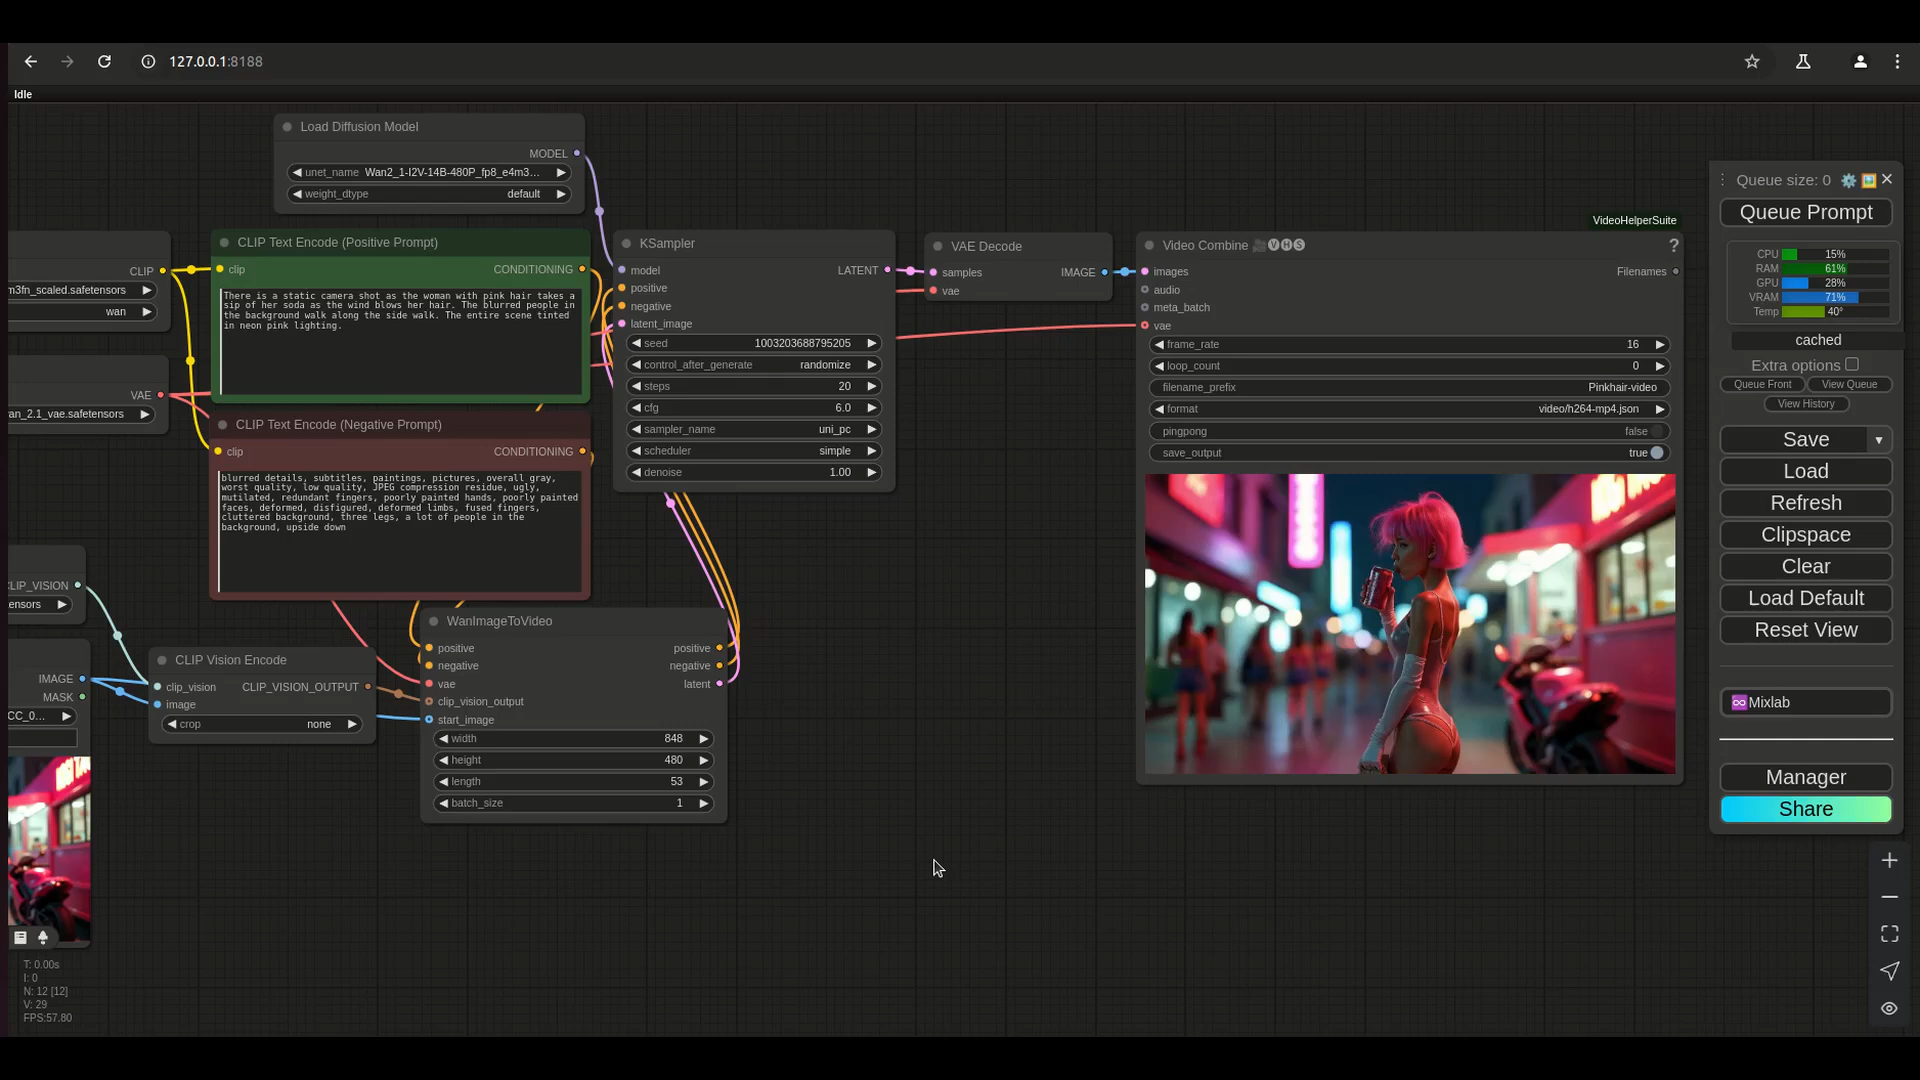 127.0.0.1:8188
Idle
Load Diffusion Model
MODEL
unet_name Wan2_1-I2V-14B-480P_fp8_e4m3...
weight_dtype default
CLIP
m3fn_scaled.safetensors
wan
VAE
an_2.1_vae.safetensors
CLIP Text Encode (Positive Prompt)
clip CONDITIONING
There is a static camera shot as the woman with pink hair takes a
sip of her soda as the wind blows her hair. The blurred people in
the background walk along the side walk. The entire scene tinted
in neon pink lighting.
CLIP Text Encode (Negative Prompt)
clip CONDITIONING
blurred details, subtitles, paintings, pictures, overall gray,
worst quality, low quality, JPEG compression residue, ugly,
mutilated, redundant fingers, poorly painted hands, poorly painted
faces, deformed, disfigured, deformed limbs, fused fingers,
cluttered background, three legs, a lot of people in the
background, upside down
CLIP_VISION
ensors
IMAGE
MASK
CC_0...
CLIP Vision Encode
clip_vision CLIP_VISION_OUTPUT
image
crop none
WanImageToVideo
positive positive
negative negative
vae latent
clip_vision_output
start_image
width 848
height 480
length 53
batch_size 1
KSampler
model LATENT
positive
negative
latent_image
seed 1003203688795205
control_after_generate randomize
steps 20
cfg 6.0
sampler_name uni_pc
scheduler simple
denoise 1.00
VAE Decode
samples IMAGE
vae
VideoHelperSuite
Video Combine 🎥🅥🅗🅢 ?
images Filenames
audio
meta_batch
vae
frame_rate 16
loop_count 0
filename_prefix Pinkhair-video
format video/h264-mp4.json
pingpong false
save_output true
Queue size: 0
Queue Prompt
CPU 15%
RAM 61%
GPU 28%
VRAM 71%
Temp 40°
cached
Extra options
Queue Front View Queue
View History
Save
Load
Refresh
Clipspace
Clear
Load Default
Reset View
Mixlab
Manager
Share
T: 0.00s
I: 0
N: 12 [12]
V: 29
FPS:57.80